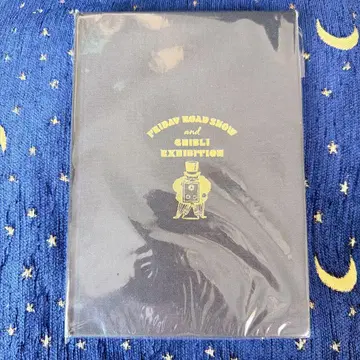 FRIDAY ROAD SHOW
and
GHIBLI
EXHIBITION